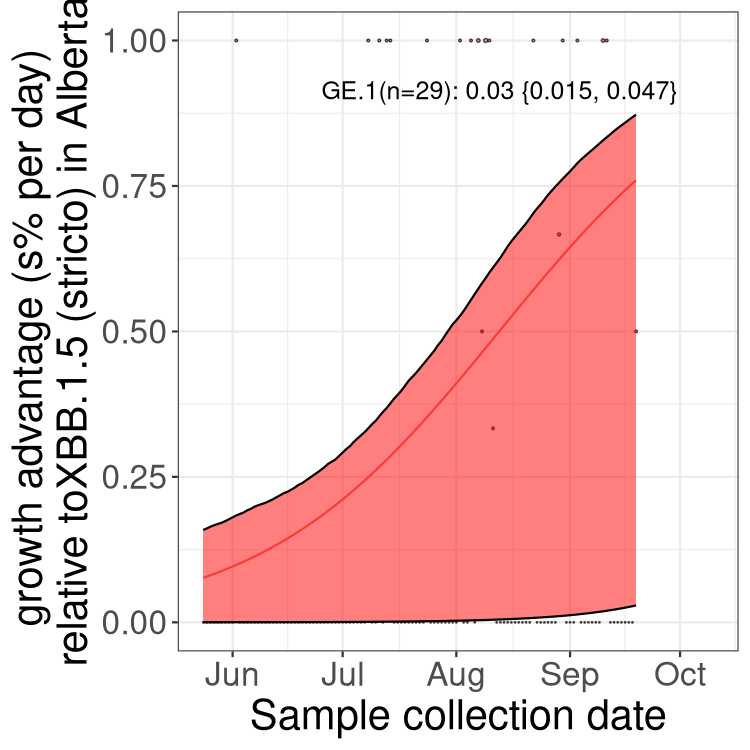 growth advantage (s% per day)
relative toXBB.1.5 (stricto) in Alberta
1.00
GE.1(n=29): 0.03 {0.015, 0.047}
0.75
0.50
0.25
0.00
Jun Jul Aug Sep Oct
Sample collection date